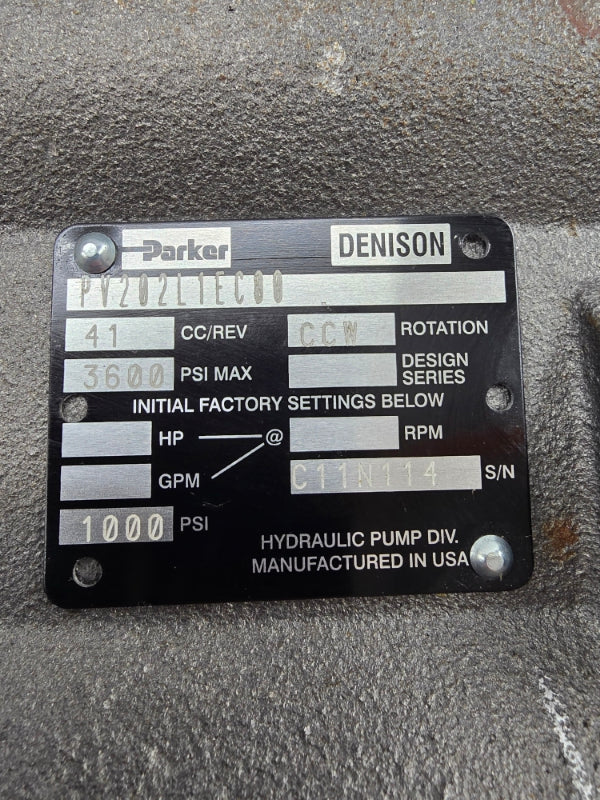 Parker DENISON
PV202L1EC00
41 CC/REV CCW ROTATION
3600 PSI MAX DESIGN SERIES
INITIAL FACTORY SETTINGS BELOW
HP @ RPM
GPM C11N114 S/N
1000 PSI
HYDRAULIC PUMP DIV.
MANUFACTURED IN USA